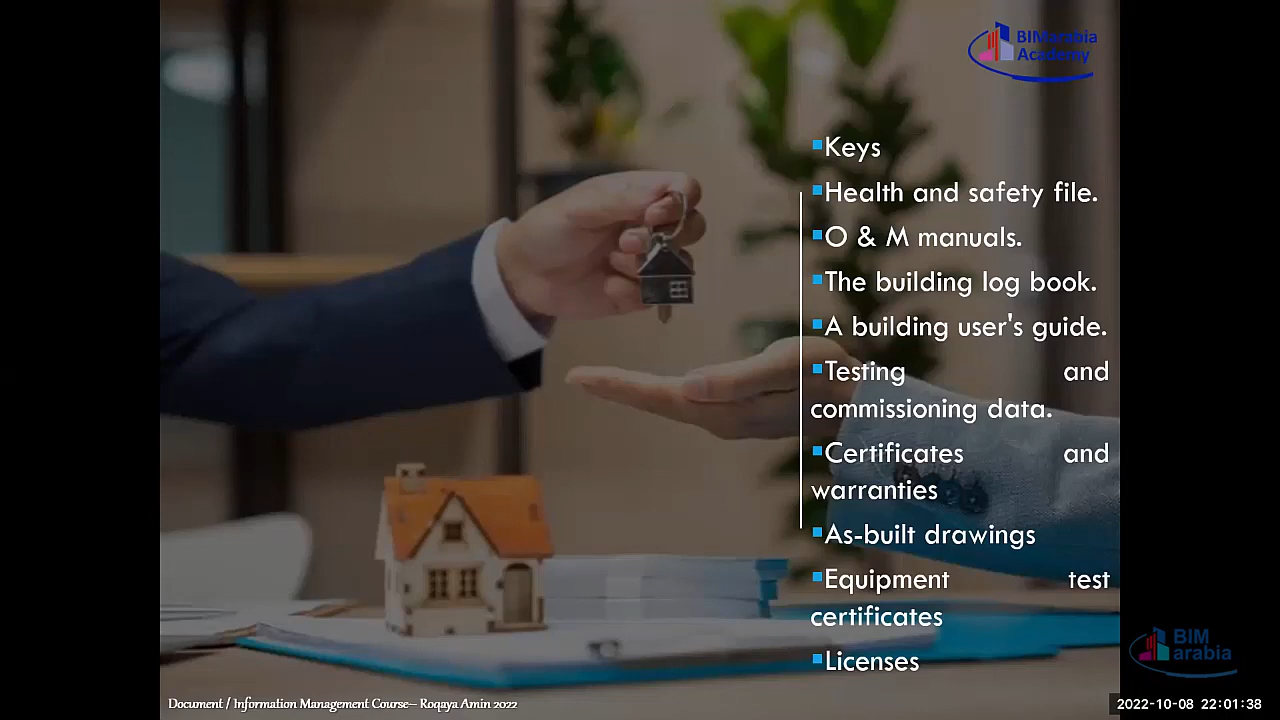 BIMarabia
Academy
▪Keys
▪Health and safety file.
▪O & M manuals.
▪The building log book.
▪A building user's guide.
▪Testing and
commissioning data.
▪Certificates and
warranties
▪As-built drawings
▪Equipment test
certificates
▪Licenses
BIM
arabia
Document / Information Management Course– Roqaya Amin 2022
2022-10-08 22:01:38